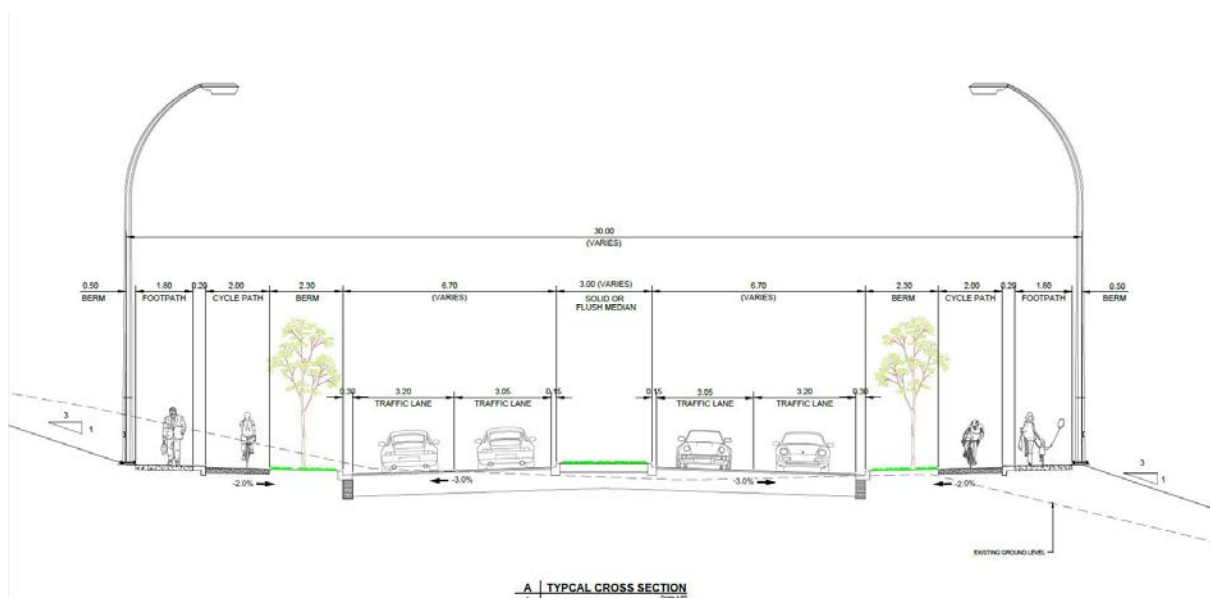 30.00
(VARIES)
0.50 1.80 0.20 2.00 2.30 6.70 3.00 (VARIES) 6.70 2.30 2.00 0.20 1.80 0.50
BERM FOOTPATH CYCLE PATH BERM (VARIES) SOLID OR (VARIES) BERM CYCLE PATH FOOTPATH BERM
FLUSH MEDIAN
0.30 3.20 3.05 0.15 0.15 3.05 3.20 0.30
TRAFFIC LANE TRAFFIC LANE TRAFFIC LANE TRAFFIC LANE
3
1
3
1
-2.0% -3.0% -3.0% -2.0%
EXISTING GROUND LEVEL
A TYPCAL CROSS SECTION